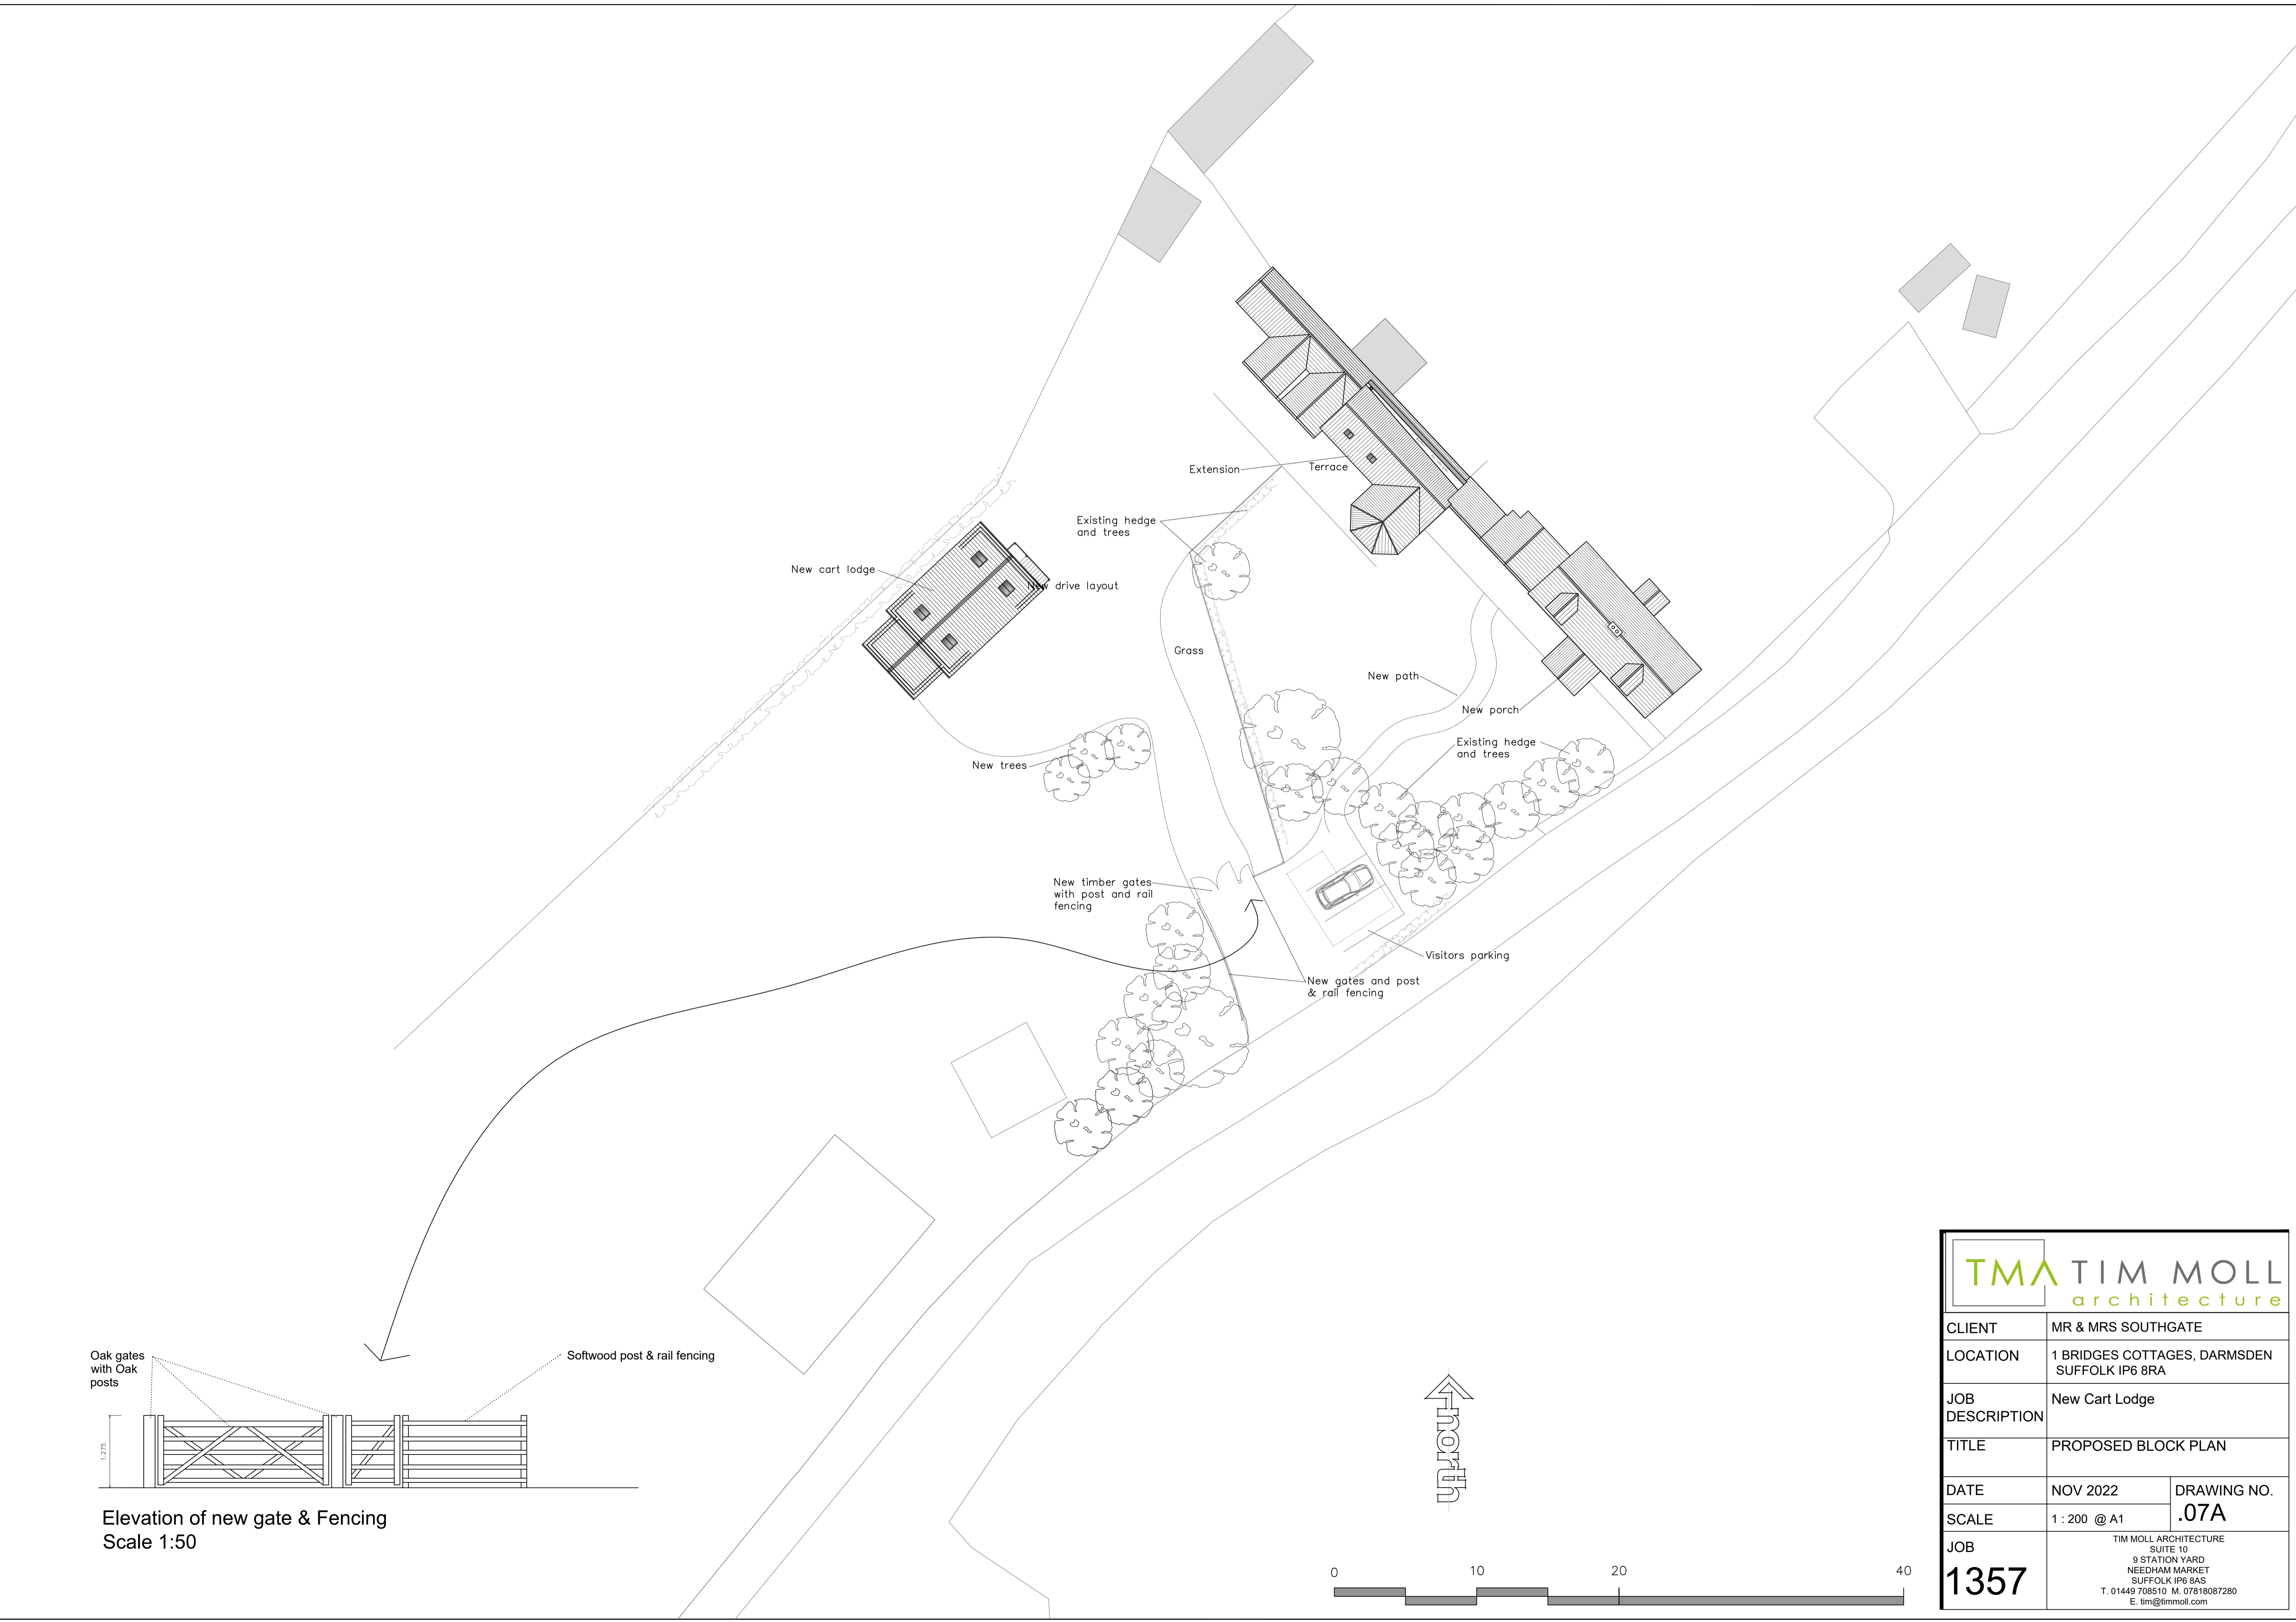 Extension
Terrace
Existing hedge
and trees
New cart lodge
New drive layout
Grass
New path
New porch
Existing hedge
and trees
New trees
New timber gates
with post and rail
fencing
Visitors parking
New gates and post
& rail fencing
Oak gates
with Oak
posts
Softwood post & rail fencing
1,275
Elevation of new gate & Fencing
Scale 1:50
north
0 10 20 40
TMA TIM MOLL
architecture
CLIENT MR & MRS SOUTHGATE
LOCATION 1 BRIDGES COTTAGES, DARMSDEN
SUFFOLK IP6 8RA
JOB New Cart Lodge
DESCRIPTION
TITLE PROPOSED BLOCK PLAN
DATE NOV 2022 DRAWING NO.
SCALE 1 : 200 @ A1 .07A
JOB
1357
TIM MOLL ARCHITECTURE
SUITE 10
9 STATION YARD
NEEDHAM MARKET
SUFFOLK IP6 8AS
T. 01449 708510 M. 07818087280
E. tim@timmoll.com